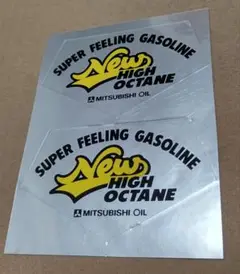 SUPER FEELING GASOLINE
New
HIGH
OCTANE
MITSUBISHI OIL
SUPER FEELING GASOLINE
New
HIGH
OCTANE
MITSUBISHI OIL